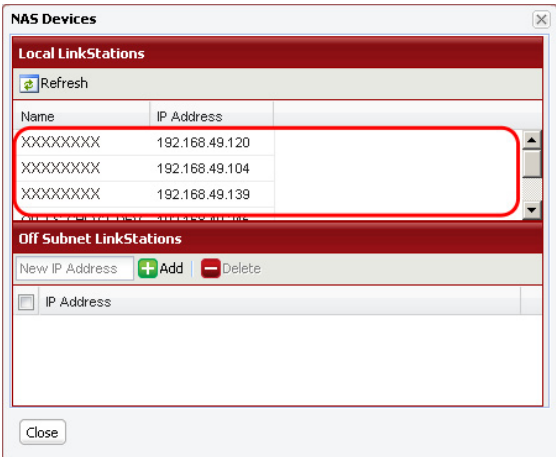 NAS Devices
Local LinkStations
Refresh
Name IP Address
XXXXXXXX 192.168.49.120
XXXXXXXX 192.168.49.104
XXXXXXXX 192.168.49.139
Off Subnet LinkStations
New IP Address Add Delete
IP Address
Close